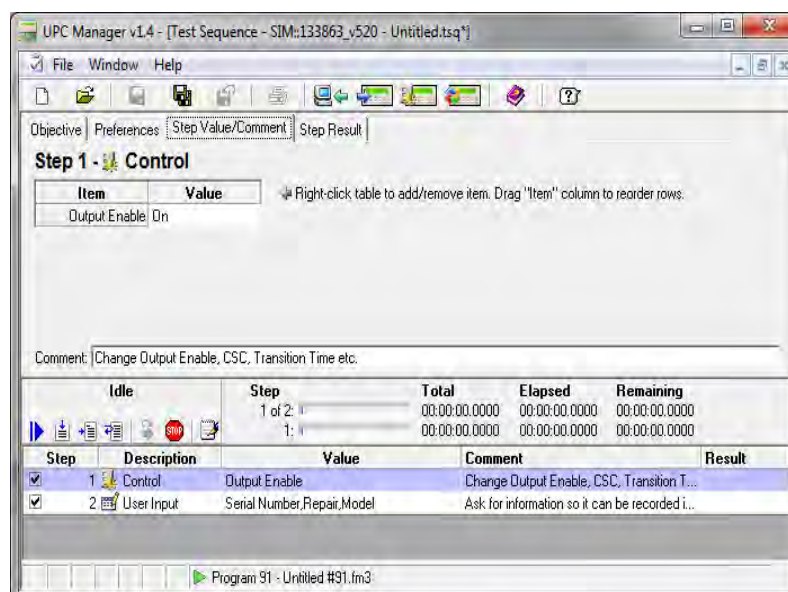 UPC Manager v1.4 - [Test Sequence - SIM::133863_v520 - Untitled.tsq*]
File Window Help
Objective Preferences Step Value/Comment Step Result
Step 1 - Control
Item Value
Right-click table to add/remove item. Drag "Item" column to reorder rows.
Output Enable On
Comment: Change Output Enable, CSC, Transition Time etc.
Idle Step Total Elapsed Remaining
1 of 2: 00:00:00.0000 00:00:00.0000 00:00:00.0000
STOP 1: 00:00:00.0000 00:00:00.0000 00:00:00.0000
Step Description Value Comment Result
1 Control Output Enable Change Output Enable, CSC, Transition T...
2 User Input Serial Number,Repair,Model Ask for information so it can be recorded i...
Program 91 - Untitled #91.fm3